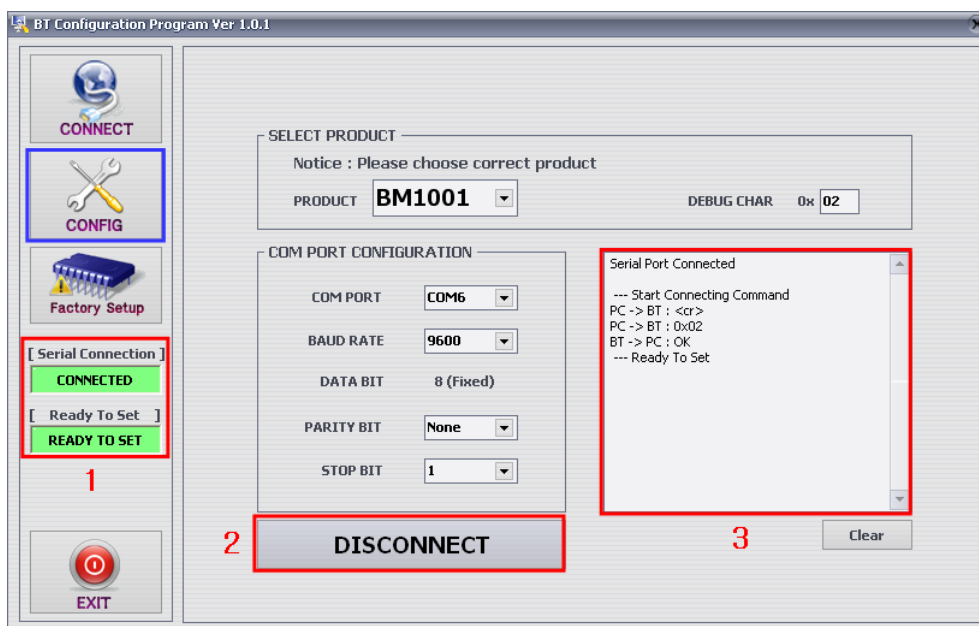 BT Configuration Program Ver 1.0.1
CONNECT
CONFIG
Factory Setup
[ Serial Connection ]
CONNECTED
[ Ready To Set ]
READY TO SET
1
EXIT
SELECT PRODUCT
Notice : Please choose correct product
PRODUCT BM1001 DEBUG CHAR 0x 02
COM PORT CONFIGURATION
COM PORT COM6
BAUD RATE 9600
DATA BIT 8 (Fixed)
PARITY BIT None
STOP BIT 1
2 DISCONNECT
Serial Port Connected
--- Start Connecting Command
PC -> BT : <cr>
PC -> BT : 0x02
BT -> PC : OK
--- Ready To Set
3
Clear